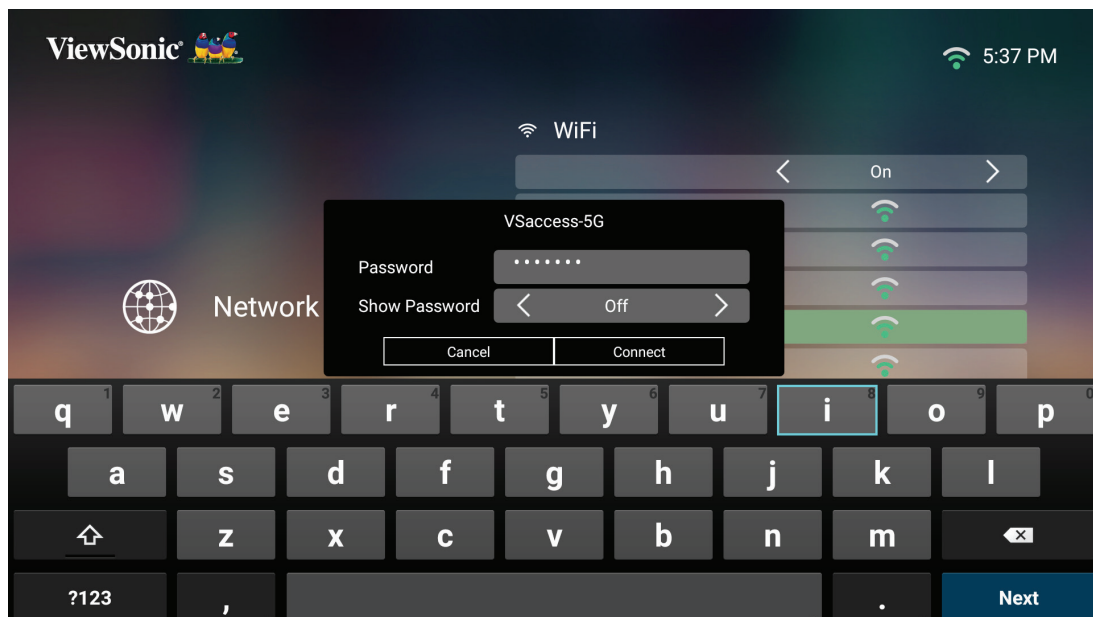 ViewSonic®
5:37 PM
WiFi
On
VSaccess-5G
Password •••••••
Show Password Off
Network
Cancel Connect
q 1 w 2 e 3 r 4 t 5 y 6 u 7 i 8 o 9 p 0
a s d f g h j k l
z x c v b n m
?123 , . Next